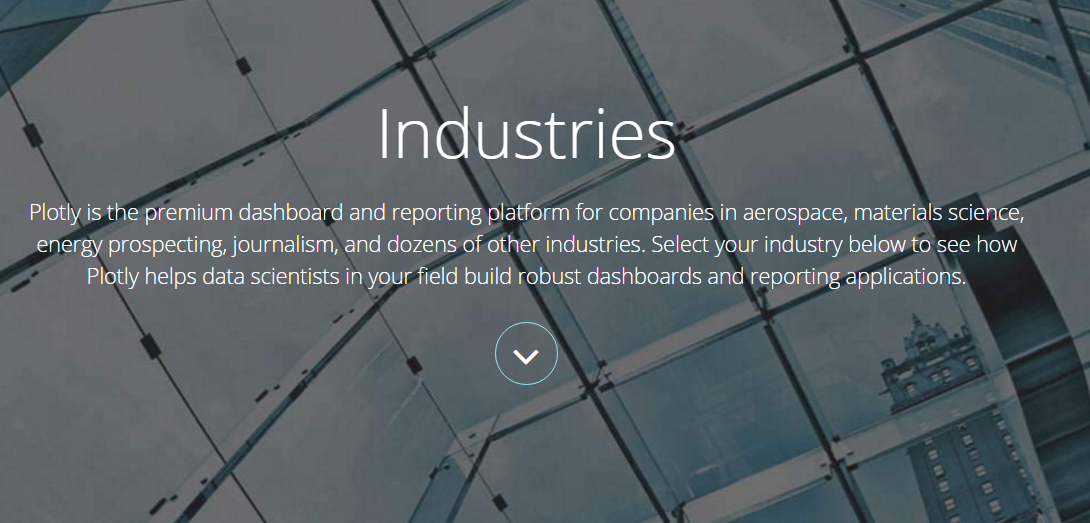 Industries
Plotly is the premium dashboard and reporting platform for companies in aerospace, materials science,
energy prospecting, journalism, and dozens of other industries. Select your industry below to see how
Plotly helps data scientists in your field build robust dashboards and reporting applications.